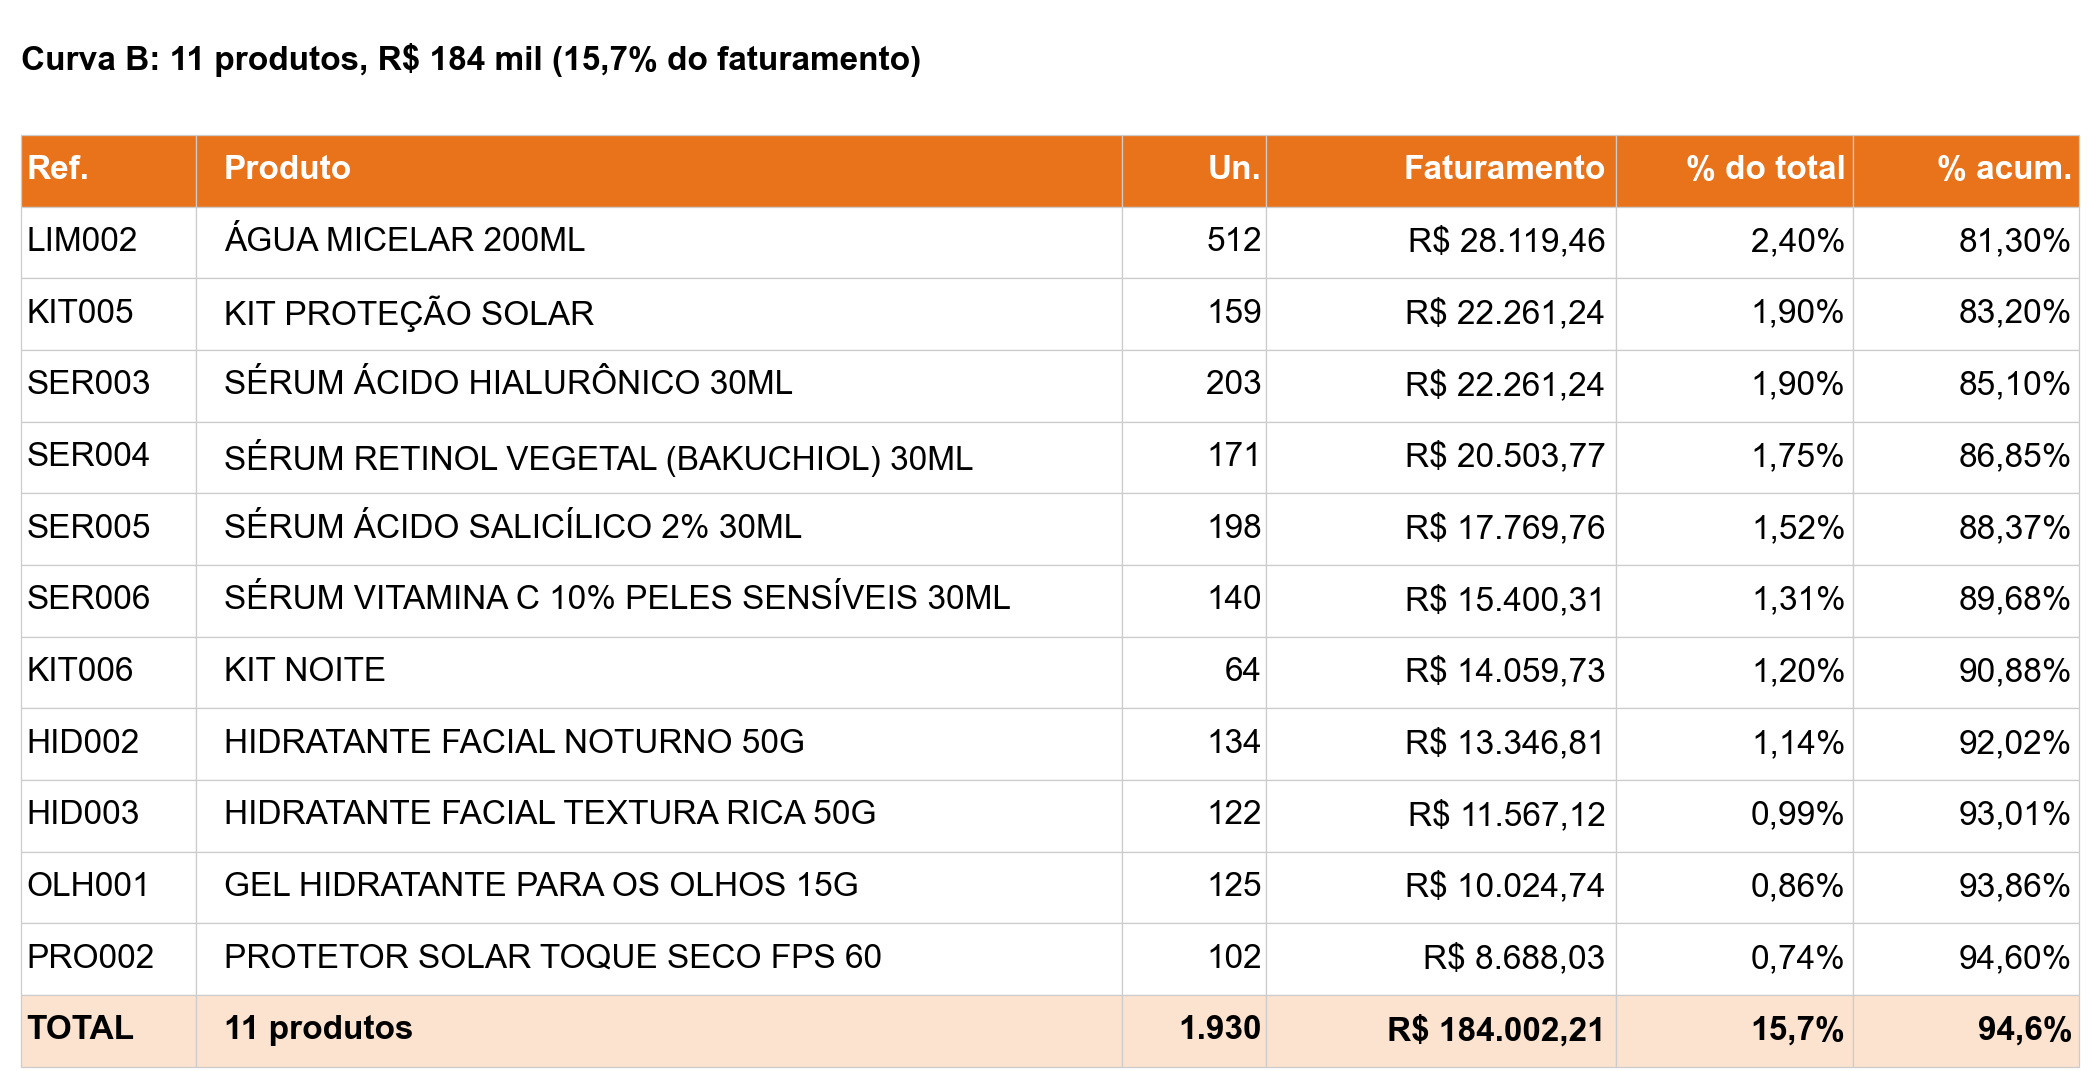 Curva B: 11 produtos, R$ 184 mil (15,7% do faturamento)
Ref. Produto Un. Faturamento % do total % acum.
LIM002 ÁGUA MICELAR 200ML 512 R$ 28.119,46 2,40% 81,30%
KIT005 KIT PROTEÇÃO SOLAR 159 R$ 22.261,24 1,90% 83,20%
SER003 SÉRUM ÁCIDO HIALURÔNICO 30ML 203 R$ 22.261,24 1,90% 85,10%
SER004 SÉRUM RETINOL VEGETAL (BAKUCHIOL) 30ML 171 R$ 20.503,77 1,75% 86,85%
SER005 SÉRUM ÁCIDO SALICÍLICO 2% 30ML 198 R$ 17.769,76 1,52% 88,37%
SER006 SÉRUM VITAMINA C 10% PELES SENSÍVEIS 30ML 140 R$ 15.400,31 1,31% 89,68%
KIT006 KIT NOITE 64 R$ 14.059,73 1,20% 90,88%
HID002 HIDRATANTE FACIAL NOTURNO 50G 134 R$ 13.346,81 1,14% 92,02%
HID003 HIDRATANTE FACIAL TEXTURA RICA 50G 122 R$ 11.567,12 0,99% 93,01%
OLH001 GEL HIDRATANTE PARA OS OLHOS 15G 125 R$ 10.024,74 0,86% 93,86%
PRO002 PROTETOR SOLAR TOQUE SECO FPS 60 102 R$ 8.688,03 0,74% 94,60%
TOTAL 11 produtos 1.930 R$ 184.002,21 15,7% 94,6%